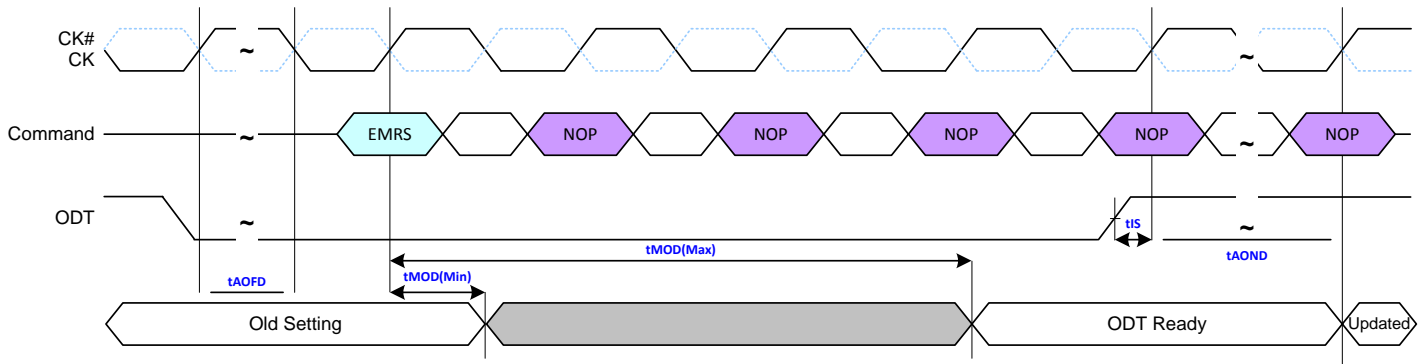 CK#
CK
~
~
Command
~
EMRS
NOP
NOP
NOP
NOP
~
NOP
ODT
~
tIS
~
tMOD(Max)
tAOND
tMOD(Min)
tAOFD
Old Setting
ODT Ready
Updated